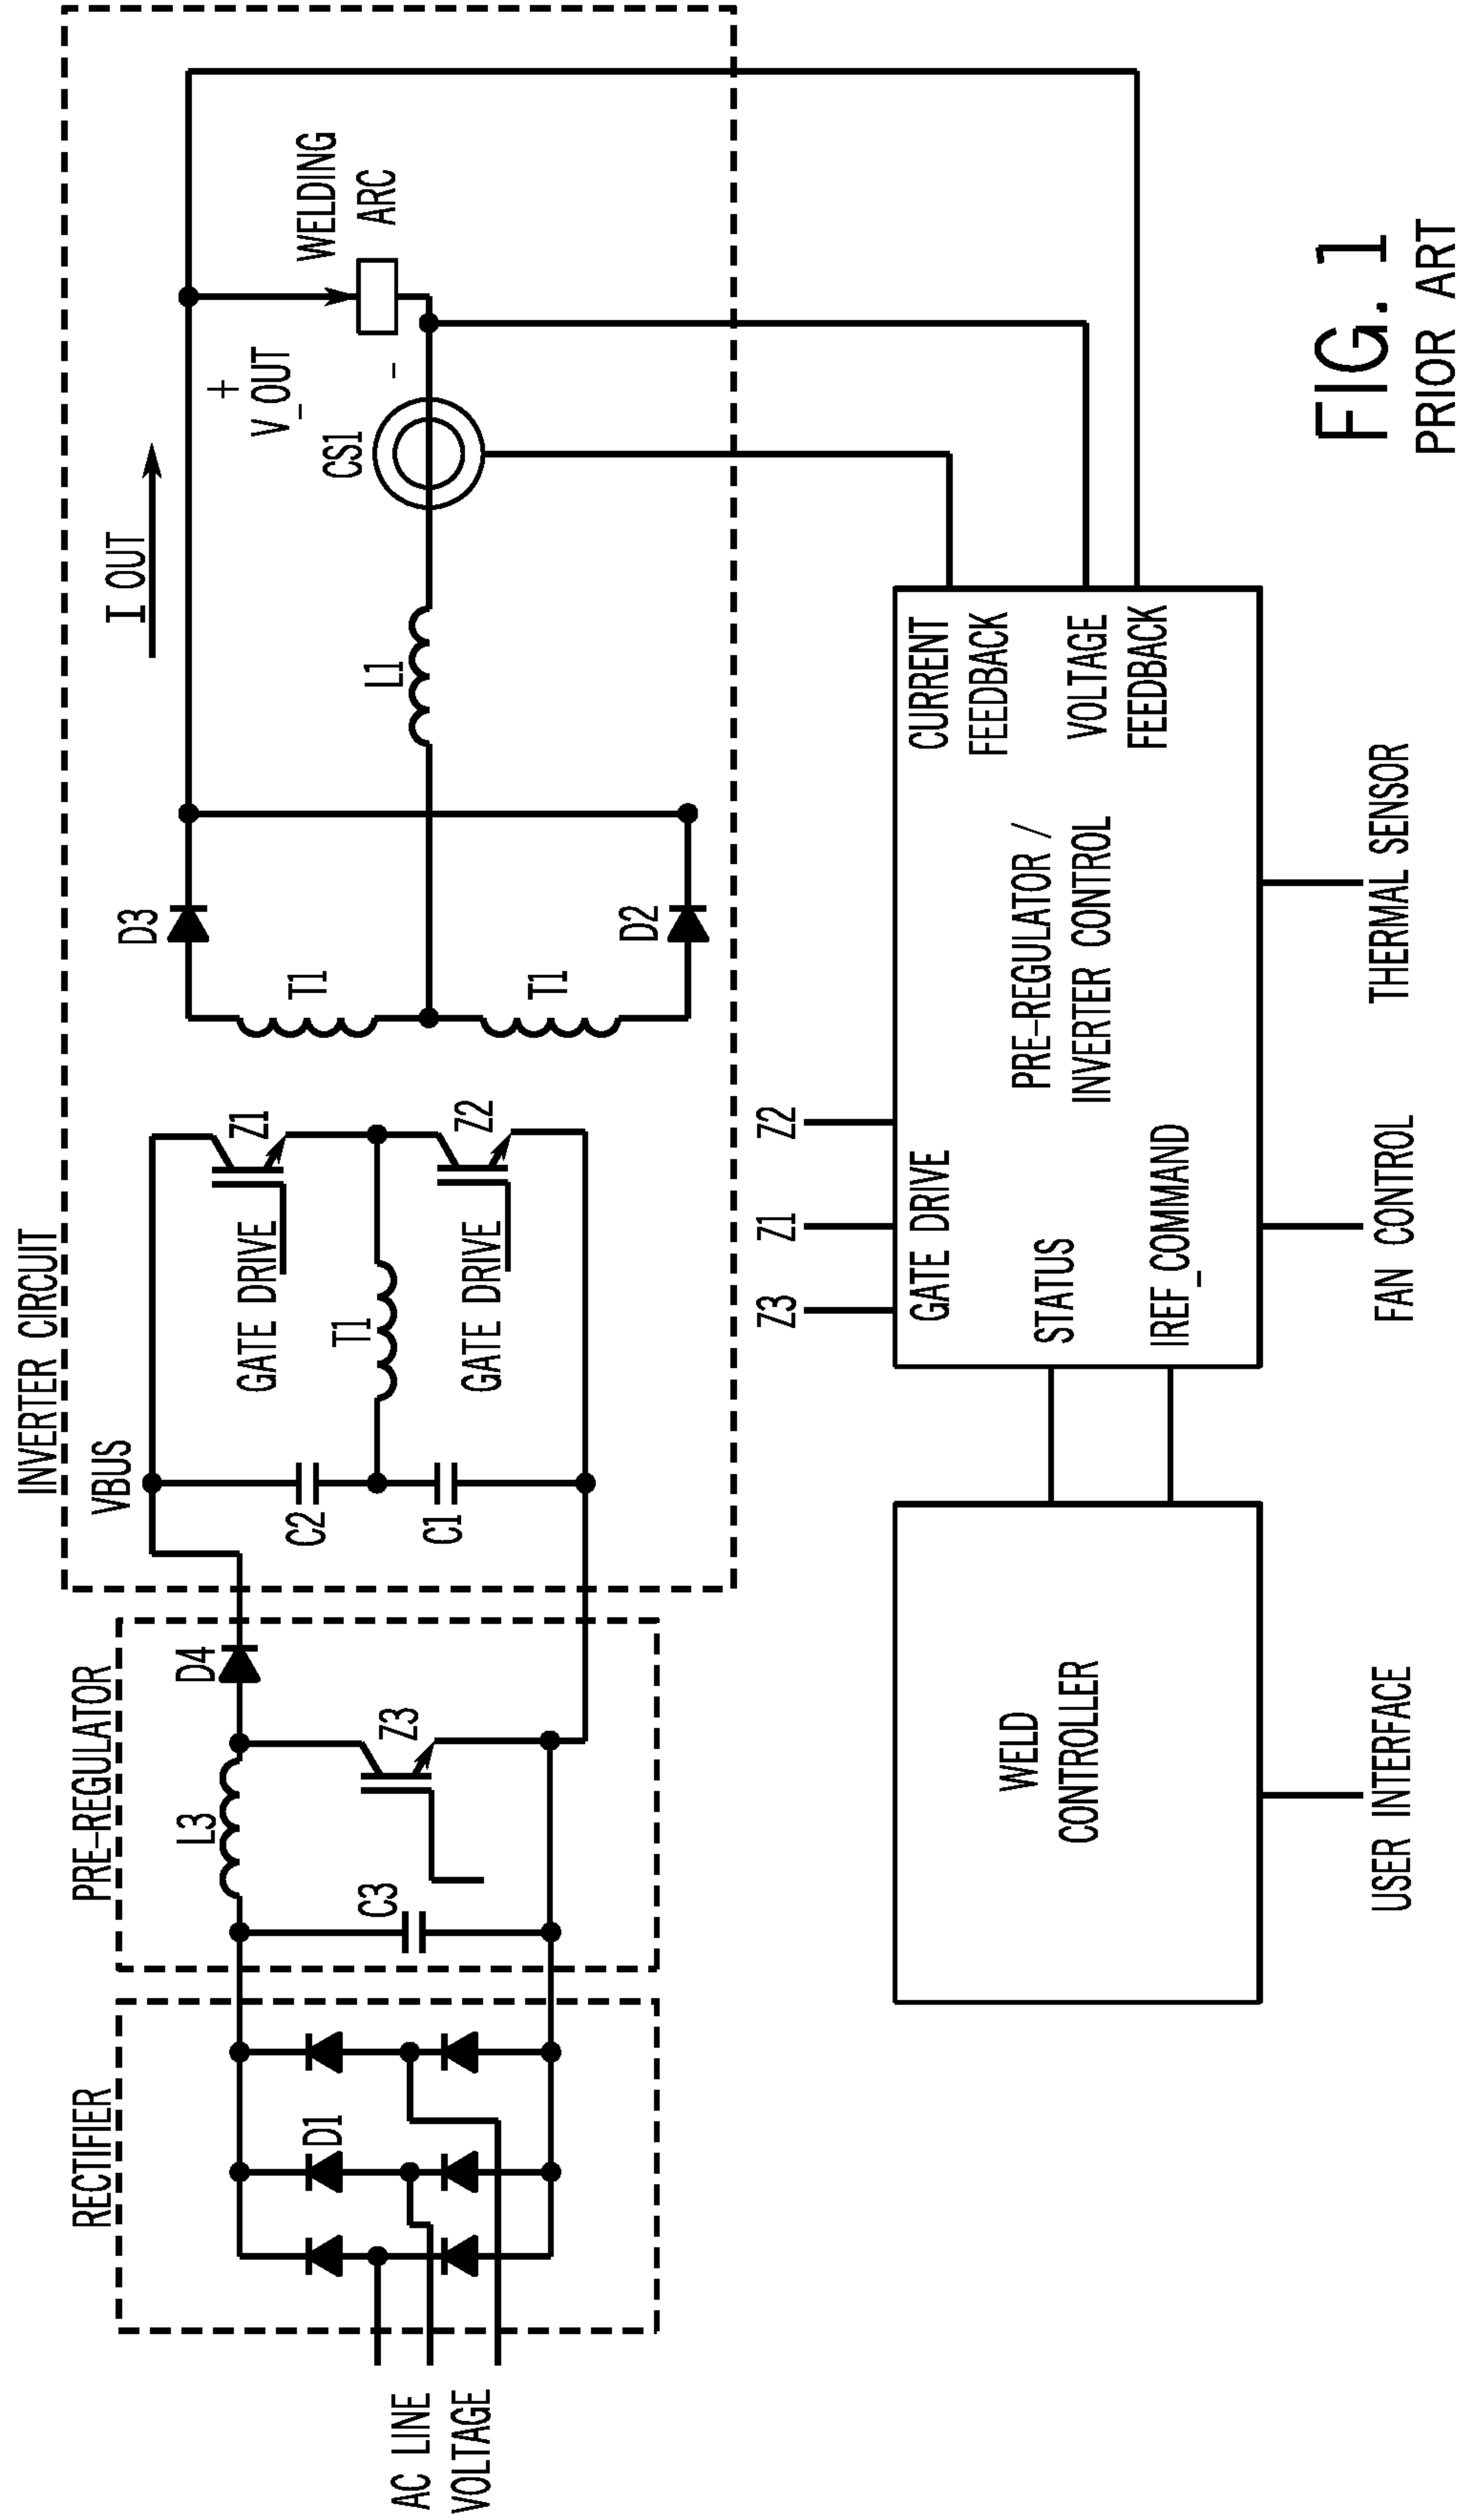 INVERTER CIRCUIT
PRE-REGULATOR
RECTIFIER
I OUT
VBUS
D3
D4
L3
+
V_OUT
WELDING
ARC
-
CS1
L1
T1
T1
D2
Z1
GATE DRIVE
T1
Z2
GATE DRIVE
C2
C1
Z3
C3
D1
AC LINE
VOLTAGE
Z3
Z1
Z2
GATE DRIVE
CURRENT
FEEDBACK
STATUS
PRE-REGULATOR /
INVERTER CONTROL
VOLTAGE
FEEDBACK
IREF_COMMAND
WELD
CONTROLLER
USER INTERFACE
FAN CONTROL
THERMAL SENSOR
FIG. 1
PRIOR ART